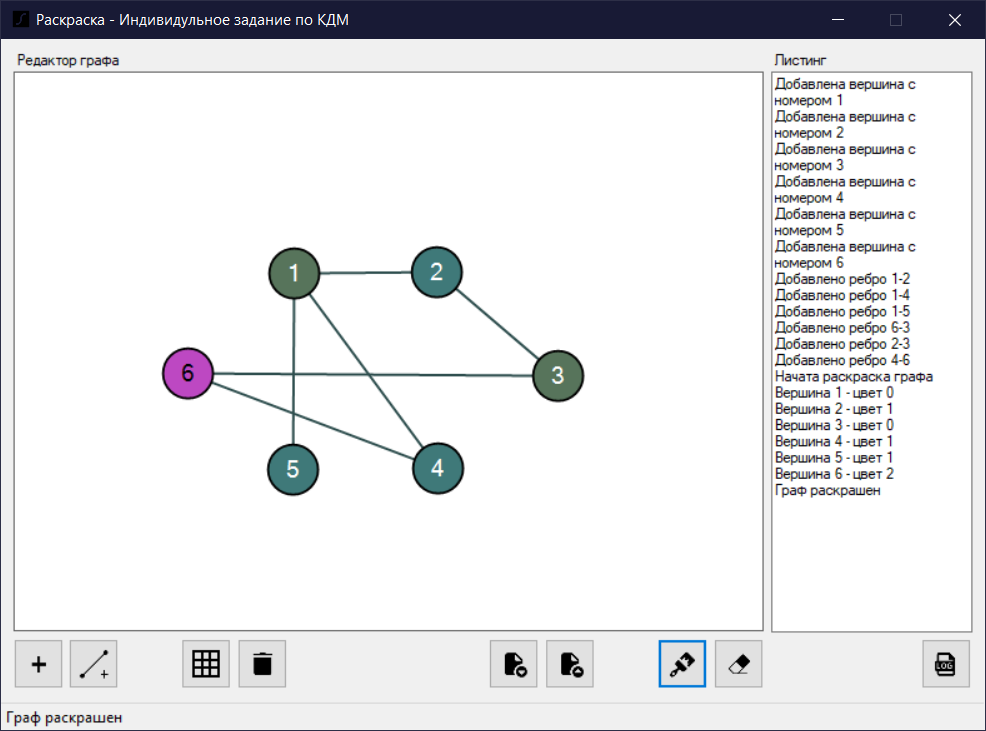 Раскраска - Индивидульное задание по КДМ
Редактор графа
1
2
6
3
5
4
Листинг
Добавлена вершина с
номером 1
Добавлена вершина с
номером 2
Добавлена вершина с
номером 3
Добавлена вершина с
номером 4
Добавлена вершина с
номером 5
Добавлена вершина с
номером 6
Добавлено ребро 1-2
Добавлено ребро 1-4
Добавлено ребро 1-5
Добавлено ребро 6-3
Добавлено ребро 2-3
Добавлено ребро 4-6
Начата раскраска графа
Вершина 1 - цвет 0
Вершина 2 - цвет 1
Вершина 3 - цвет 0
Вершина 4 - цвет 1
Вершина 5 - цвет 1
Вершина 6 - цвет 2
Граф раскрашен
LOG
Граф раскрашен